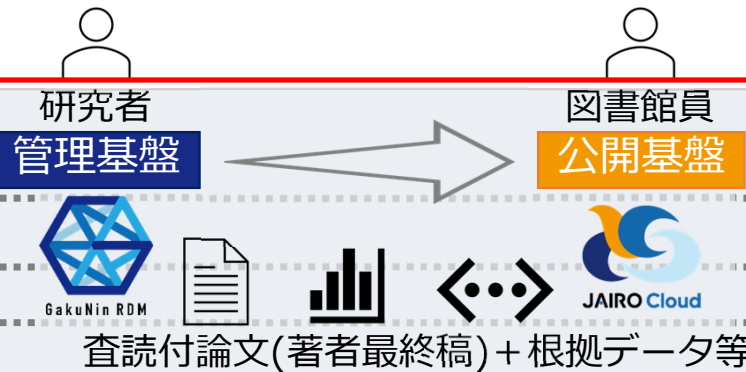 研究者
図書館員
管理基盤
公開基盤
GakuNin RDM
JAIRO Cloud
査読付論文(著者最終稿)+根拠データ等